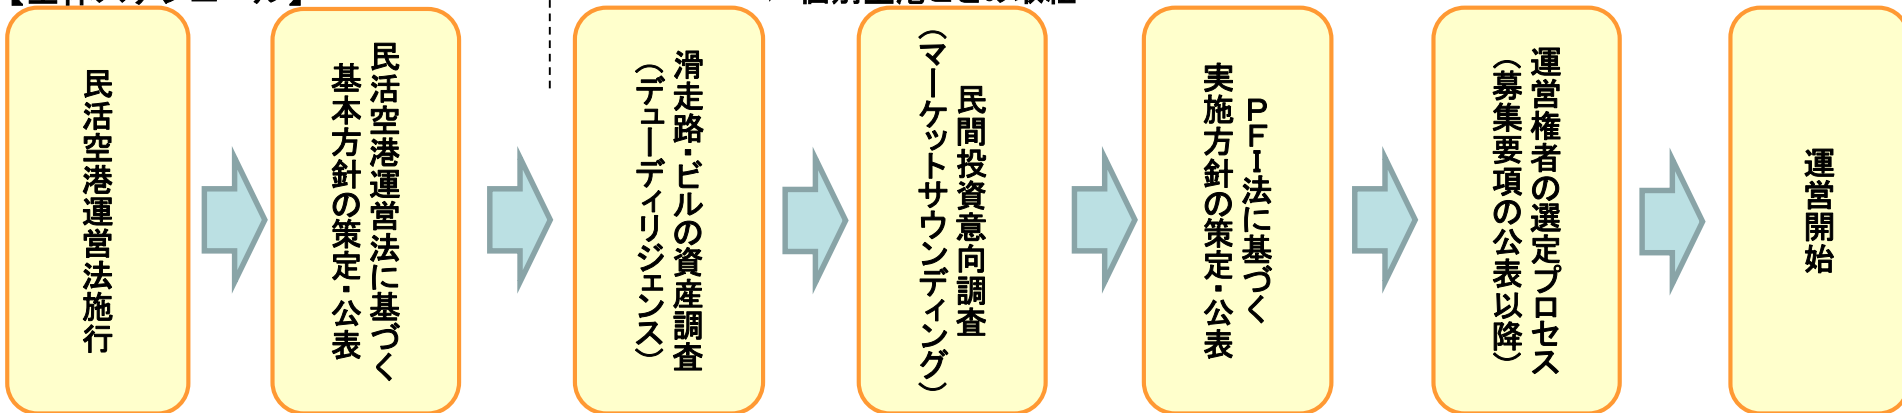 民活空港運営法施行
民活空港運営法に基づく
基本方針の策定・公表
滑走路・ビルの資産調査
(デューディリジェンス)
民間投資意向調査
(マーケットサウンディング)
PFI法に基づく
実施方針の策定・公表
運営権者の選定プロセス
(募集要項の公表以降)
運営開始